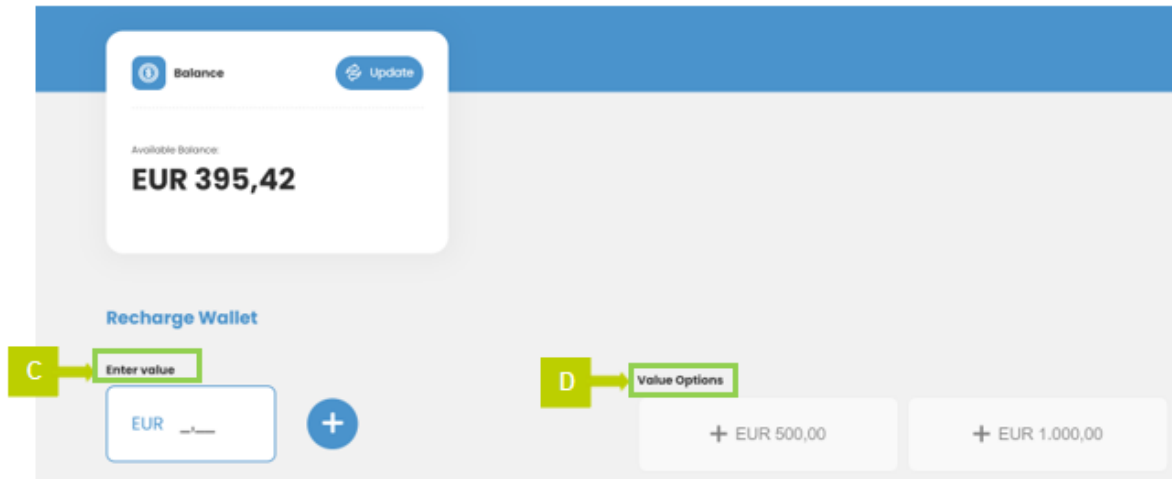 Balance
Update
Available Balance:
EUR 395,42
Recharge Wallet
C
Enter value
D
Value Options
EUR _,__
+
+ EUR 500,00
+ EUR 1.000,00